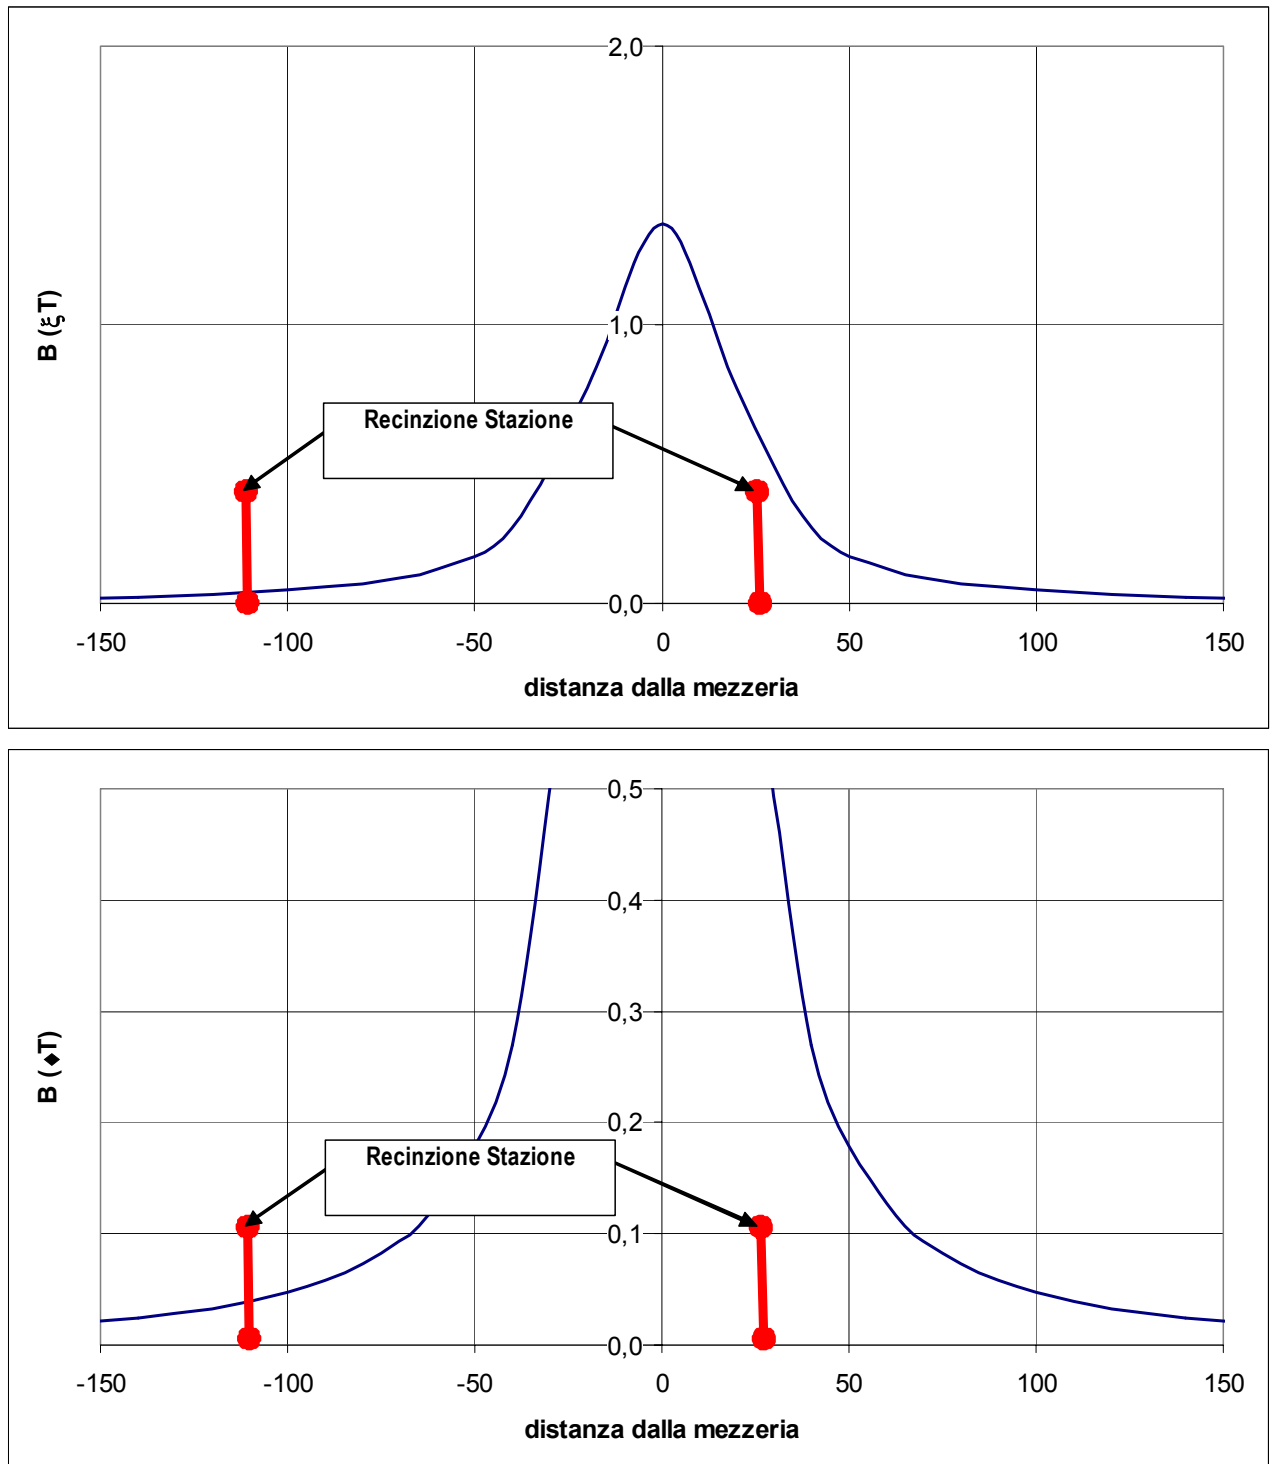 2,0
1,0
0,0
B (ξT)
Recinzione Stazione
-150 -100 -50 0 50 100 150
distanza dalla mezzeria
0,5
0,4
0,3
0,2
0,1
0,0
B (♦T)
Recinzione Stazione
-150 -100 -50 0 50 100 150
distanza dalla mezzeria